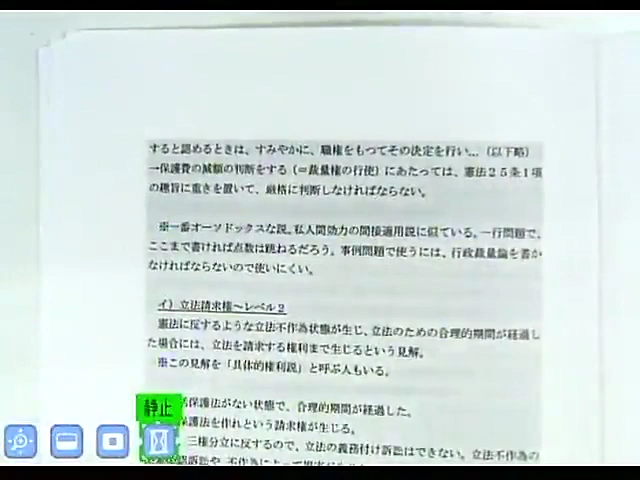 すると認めるときは、すみやかに、職権をもつてその決定を行い…（以下略）
→保護費の減額の判断をする（＝裁量権の行使）にあたっては、憲法２５条１項
の趣旨に重きを置いて、厳格に判断しなければならない。
※一番オーソドックスな説。私人間効力の間接適用説に似ている。一行問題で、
ここまで書ければ点数は跳ねるだろう。事例問題で使うには、行政裁量論を書か
なければならないので使いにくい。
イ）立法請求権～レベル２
憲法に反するような立法不作為状態が生じ、立法のための合理的期間が経過し
た場合には、立法を請求する権利まで生じるという見解。
※この見解を「具体的権利説」と呼ぶ人もいる。
静止
保護法がない状態で、合理的期間が経過した。
保護法を作れという請求権が生じる。
三権分立に反するので、立法の義務付け訴訟はできない。立法不作為の